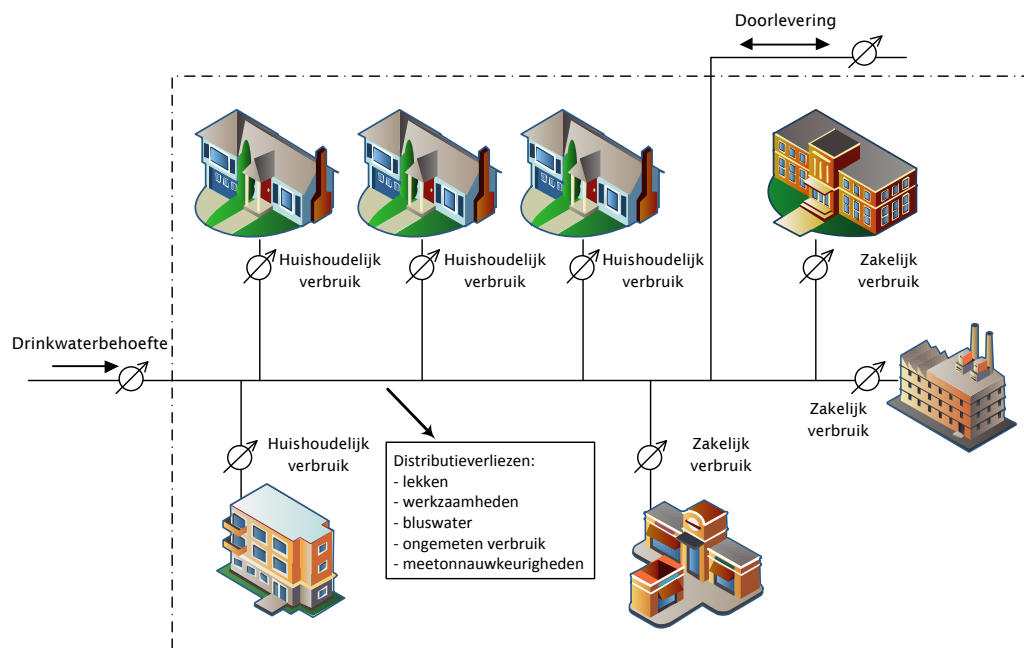 Doorlevering
Huishoudelijk
verbruik
Huishoudelijk
verbruik
Huishoudelijk
verbruik
Zakelijk
verbruik
Drinkwaterbehoefte
Zakelijk
verbruik
Huishoudelijk
verbruik
Distributieverliezen:
- lekken
- werkzaamheden
- bluswater
- ongemeten verbruik
- meetonnauwkeurigheden
Zakelijk
verbruik